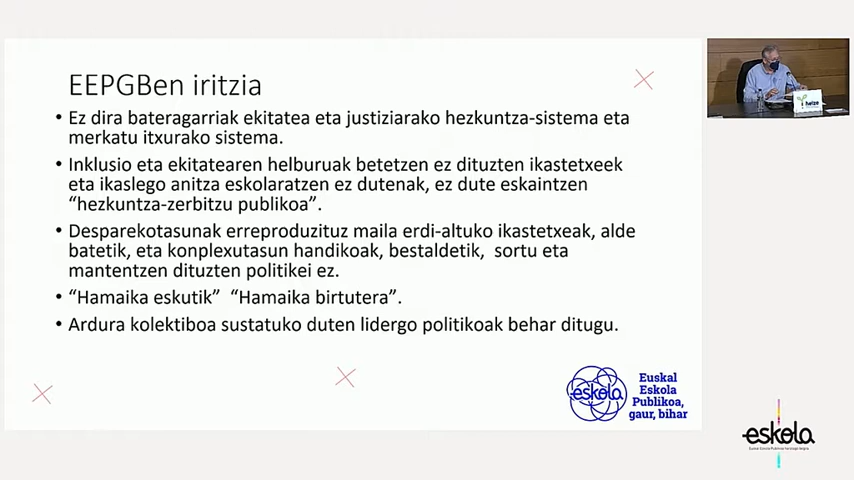 EEPGBen iritzia
• Ez dira bateragarriak ekitatea eta justiziarako hezkuntza-sistema eta
merkatu itxurako sistema.
• Inklusio eta ekitatearen helburuak betetzen ez dituzten ikastetxeek
eta ikaslego anitza eskolaratzen ez dutenak, ez dute eskaintzen
“hezkuntza-zerbitzu publikoa”.
• Desparekotasunak erreproduzituz maila erdi-altuko ikastetxeak, alde
batetik, eta konplexutasun handikoak, bestaldetik, sortu eta
mantentzen dituzten politikei ez.
• “Hamaika eskutik” “Hamaika birtutera”.
• Ardura kolektiboa sustatuko duten lidergo politikoak behar ditugu.
eskola
Euskal
Eskola
Publikoa,
gaur, bihar
heize
eskola